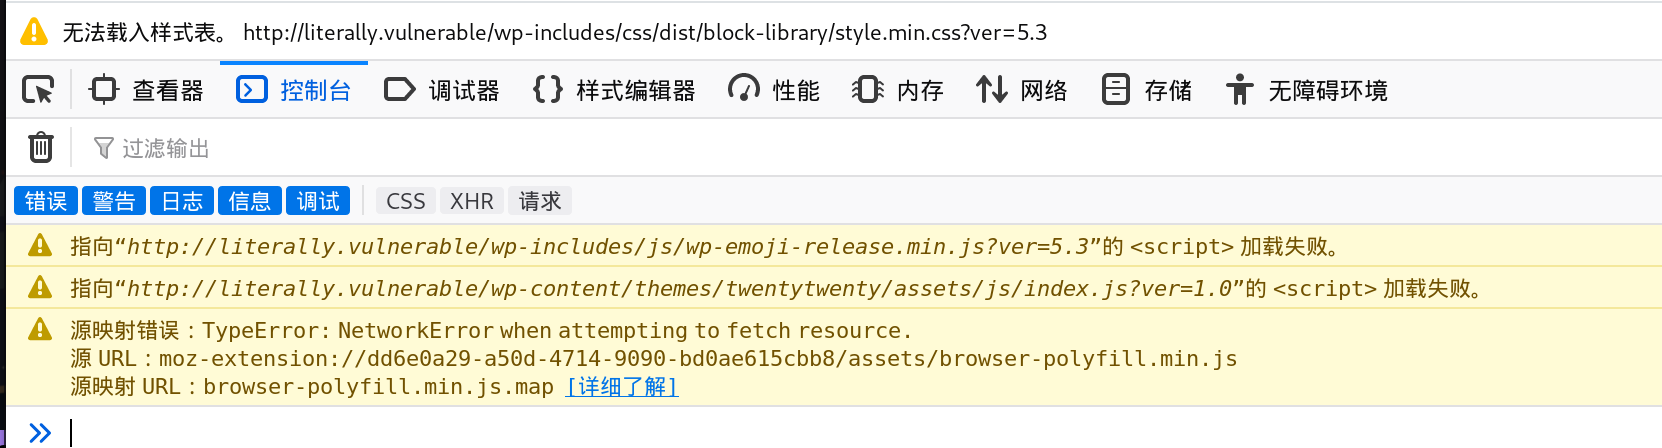 无法载入样式表。 http://literally.vulnerable/wp-includes/css/dist/block-library/style.min.css?ver=5.3
查看器 控制台 调试器 样式编辑器 性能 内存 网络 存储 无障碍环境
过滤输出
错误 警告 日志 信息 调试 CSS XHR 请求
指向“http://literally.vulnerable/wp-includes/js/wp-emoji-release.min.js?ver=5.3”的 <script> 加载失败。
指向“http://literally.vulnerable/wp-content/themes/twentytwenty/assets/js/index.js?ver=1.0”的 <script> 加载失败。
源映射错误：TypeError: NetworkError when attempting to fetch resource.
源 URL：moz-extension://dd6e0a29-a50d-4714-9090-bd0ae615cbb8/assets/browser-polyfill.min.js
源映射 URL：browser-polyfill.min.js.map [详细了解]